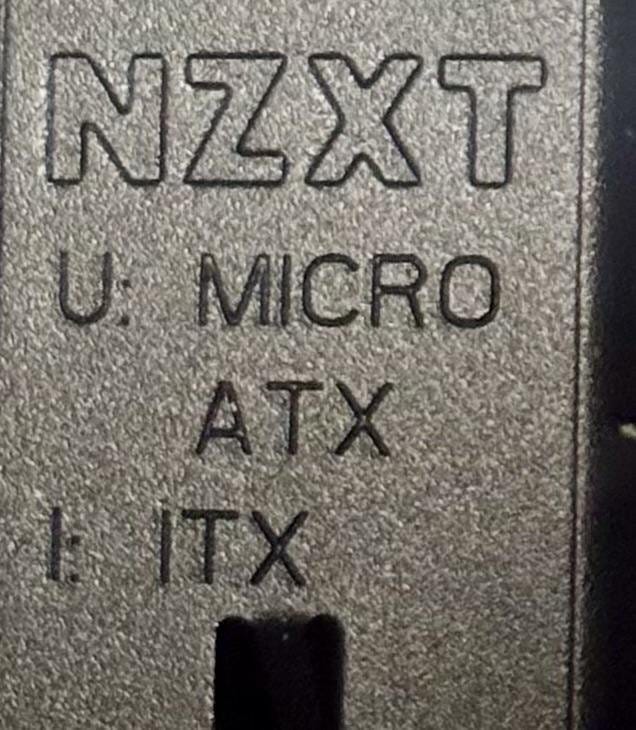 NZXT
U: MICRO
ATX
I: ITX